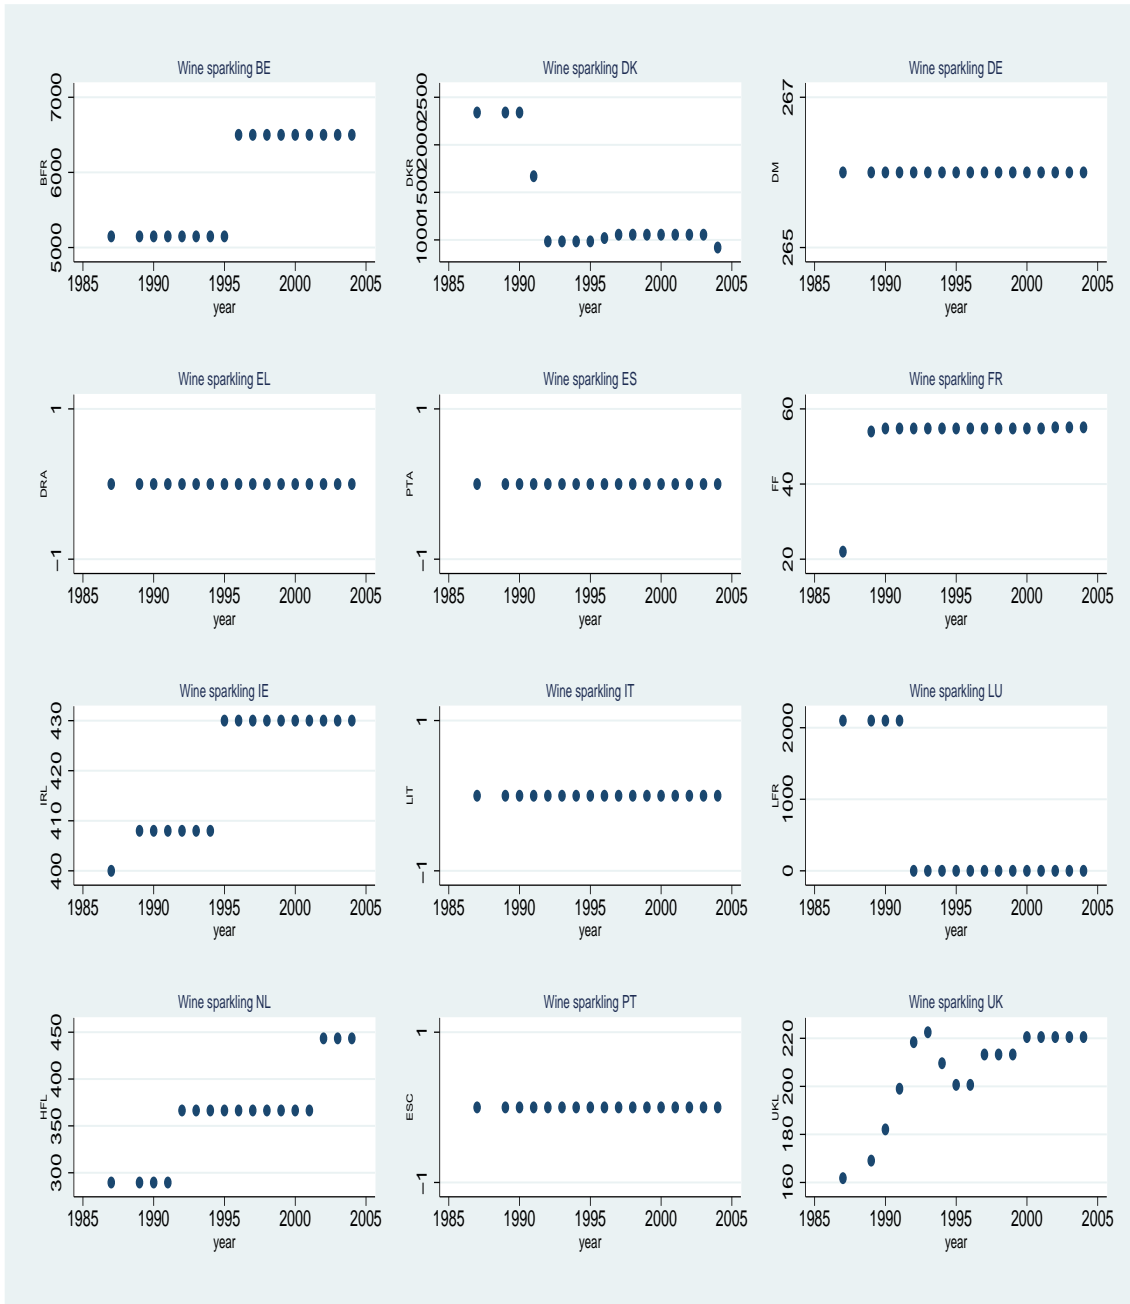 Wine sparkling BE
BFR
5000 6000 7000
1985 1990 1995 2000 2005
year
Wine sparkling DK
DKR
1000 1500 2000 2500
1985 1990 1995 2000 2005
year
Wine sparkling DE
DM
265 267
1985 1990 1995 2000 2005
year
Wine sparkling EL
DRA
−1 1
1985 1990 1995 2000 2005
year
Wine sparkling ES
PTA
−1 1
1985 1990 1995 2000 2005
year
Wine sparkling FR
FF
20 40 60
1985 1990 1995 2000 2005
year
Wine sparkling IE
IRL
400 410 420 430
1985 1990 1995 2000 2005
year
Wine sparkling IT
LIT
−1 1
1985 1990 1995 2000 2005
year
Wine sparkling LU
LFR
0 1000 2000
1985 1990 1995 2000 2005
year
Wine sparkling NL
HFL
300 350 400 450
1985 1990 1995 2000 2005
year
Wine sparkling PT
ESC
−1 1
1985 1990 1995 2000 2005
year
Wine sparkling UK
UKL
160 180 200 220
1985 1990 1995 2000 2005
year